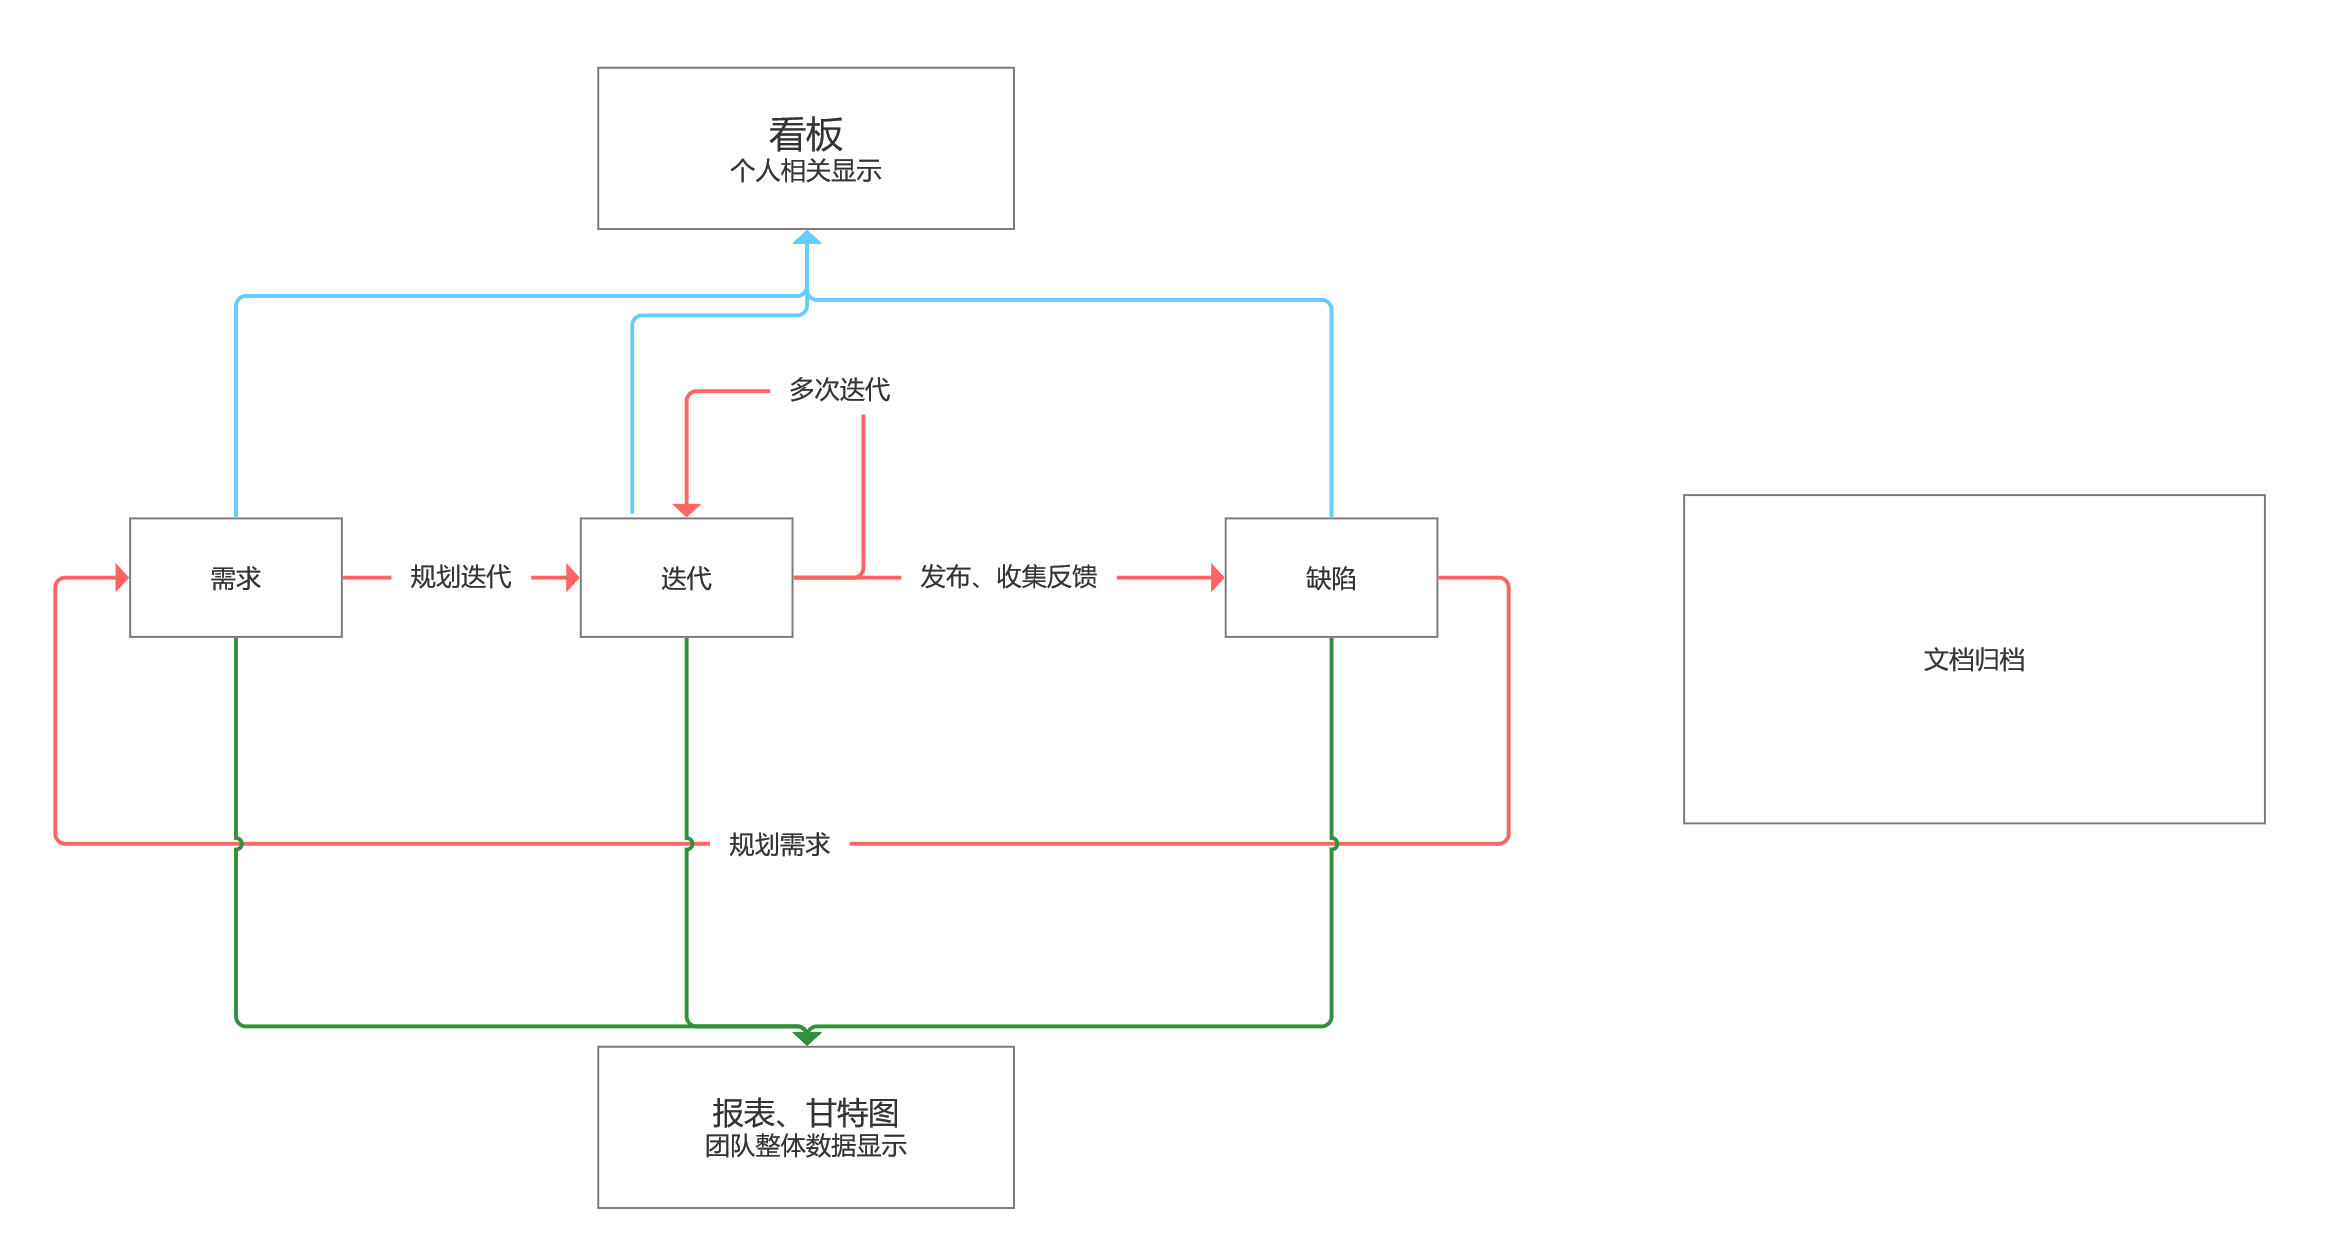 看板
个人相关显示
多次迭代
需求
规划迭代
迭代
发布、收集反馈
缺陷
文档归档
规划需求
报表、甘特图
团队整体数据显示